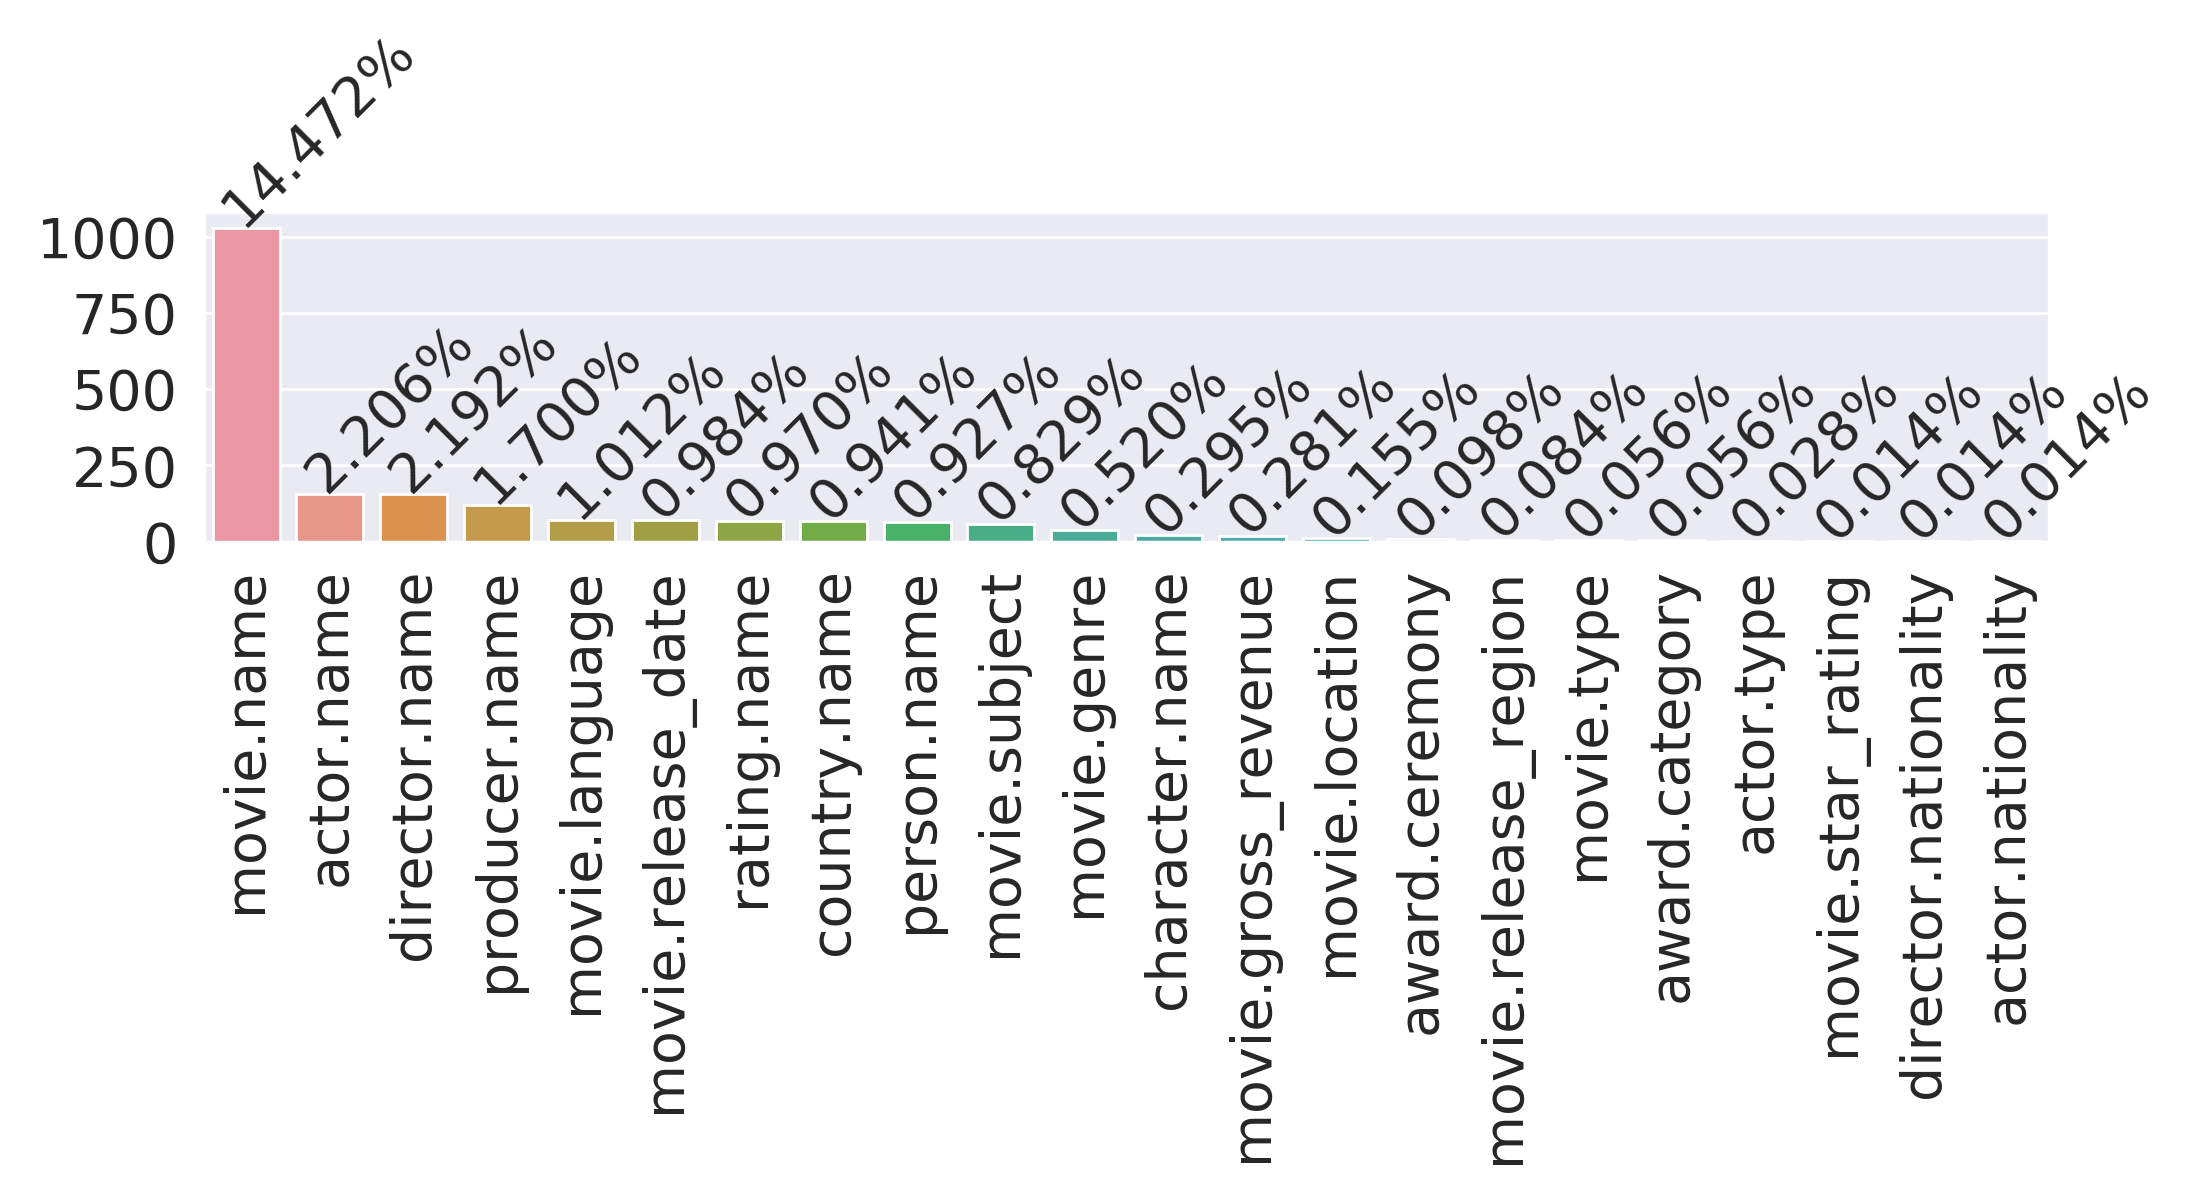 14.472%
2.206%
2.192%
1.700%
1.012%
0.984%
0.970%
0.941%
0.927%
0.829%
0.520%
0.295%
0.281%
0.155%
0.098%
0.084%
0.056%
0.056%
0.028%
0.014%
0.014%
0.014%
1000
750
500
250
0
movie.name
actor.name
director.name
producer.name
movie.language
movie.release_date
rating.name
country.name
person.name
movie.subject
movie.genre
character.name
movie.gross_revenue
movie.location
award.ceremony
movie.release_region
movie.type
award.category
actor.type
movie.star_rating
director.nationality
actor.nationality